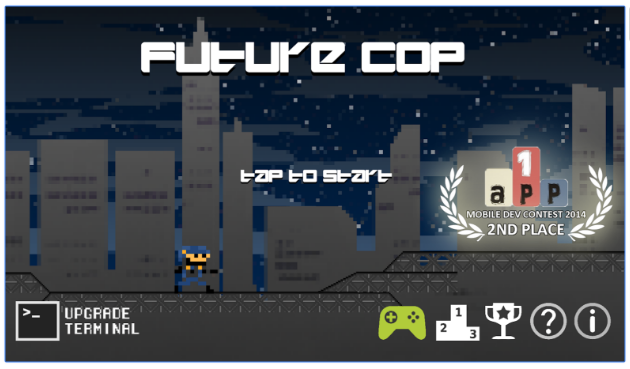 FUTURE COP
tap to start
1
app
MOBILE DEV CONTEST 2014
2ND PLACE
>_ UPGRADE
TERMINAL
1
2
3
?
i